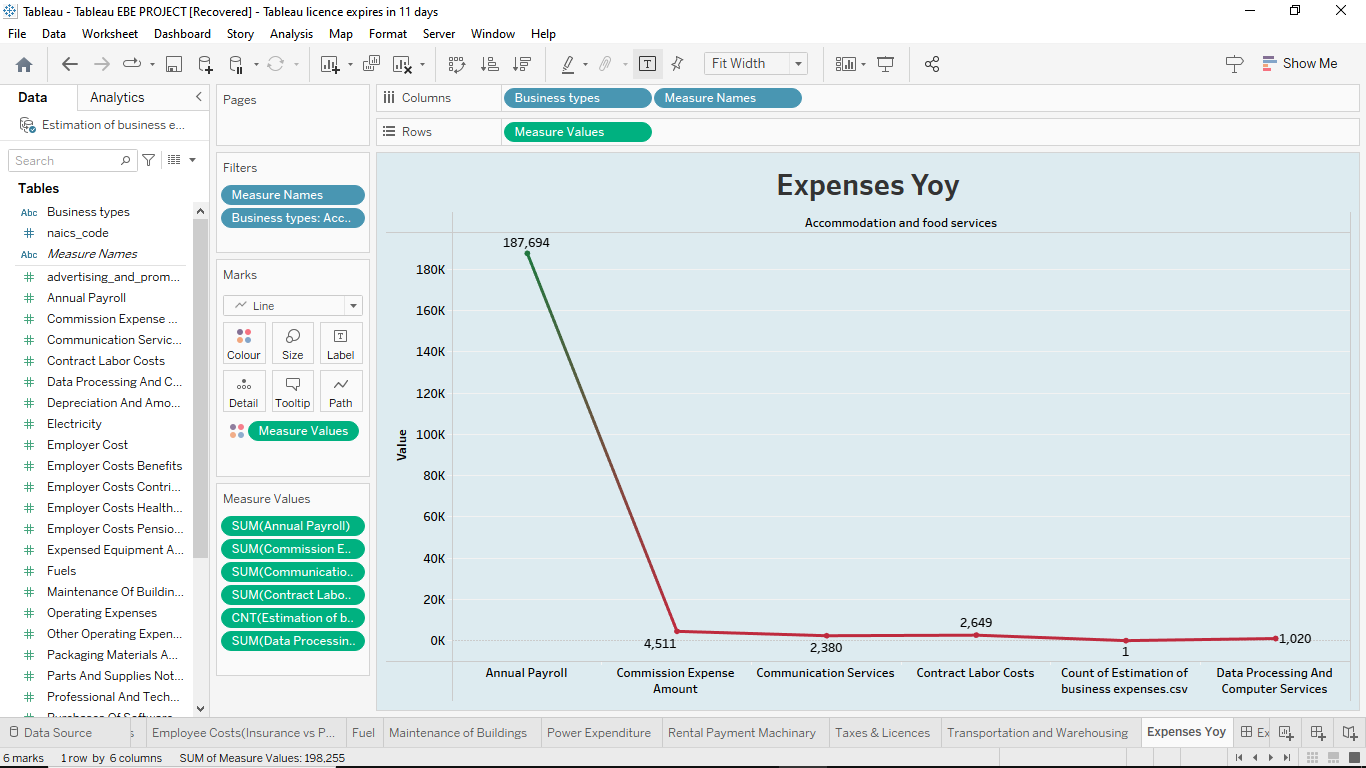 Tableau - Tableau EBE PROJECT [Recovered] - Tableau licence expires in 11 days
File Data Worksheet Dashboard Story Analysis Map Format Server Window Help
Fit Width
Show Me
Data Analytics
Estimation of business e...
Search
Tables
Abc Business types
# naics_code
Abc Measure Names
# advertising_and_prom...
# Annual Payroll
# Commission Expense ...
# Communication Servic...
# Contract Labor Costs
# Data Processing And C...
# Depreciation And Amo...
# Electricity
# Employer Cost
# Employer Costs Benefits
# Employer Costs Contri...
# Employer Costs Health...
# Employer Costs Pensio...
# Expensed Equipment A...
# Fuels
# Maintenance Of Buildin...
# Operating Expenses
# Other Operating Expen...
# Packaging Materials A...
# Parts And Supplies Not...
# Professional And Tech...
Purchase Of Software
Pages
Filters
Measure Names
Business types: Acc..
Marks
Line
Colour Size Label
Detail Tooltip Path
Measure Values
Measure Values
SUM(Annual Payroll)
SUM(Commission E..
SUM(Communicatio..
SUM(Contract Labo..
CNT(Estimation of b..
SUM(Data Processin..
Columns Business types Measure Names
Rows Measure Values
Expenses Yoy
Accommodation and food services
187,694
180K
160K
140K
120K
100K
80K
60K
40K
20K
0K
Value
4,511
2,380
2,649
1
1,020
Annual Payroll
Commission Expense
Amount
Communication Services
Contract Labor Costs
Count of Estimation of
business expenses.csv
Data Processing And
Computer Services
Data Source s Employee Costs(Insurance vs P... Fuel Maintenance of Buildings Power Expenditure Rental Payment Machinary Taxes & Licences Transportation and Warehousing Expenses Yoy Ex
6 marks 1 row by 6 columns SUM of Measure Values: 198,255